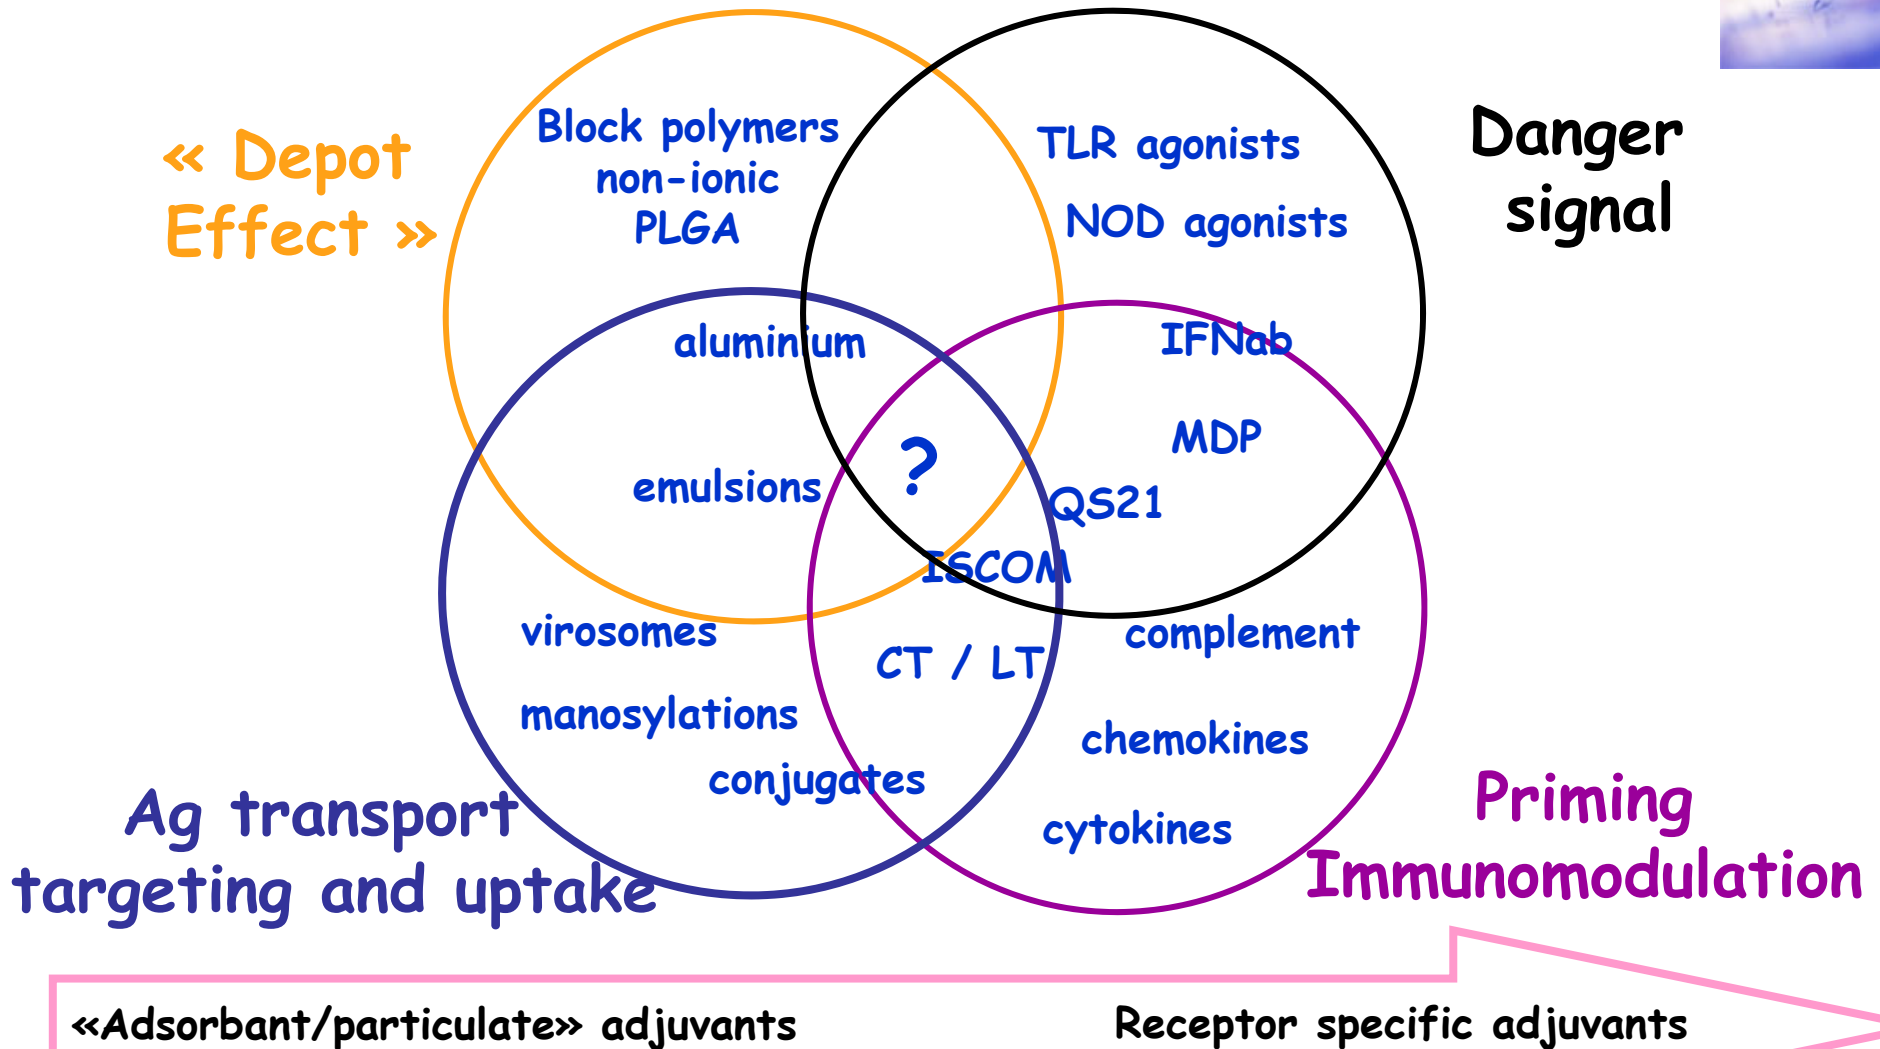 « Depot
Effect »
Block polymers
non-ionic
PLGA
TLR agonists
NOD agonists
Danger
signal
aluminium
IFNab
MDP
?
emulsions
QS21
ISCOM
virosomes
CT / LT
complement
manosylations
chemokines
conjugates
cytokines
Ag transport
targeting and uptake
Priming
Immunomodulation
«Adsorbant/particulate» adjuvants
Receptor specific adjuvants